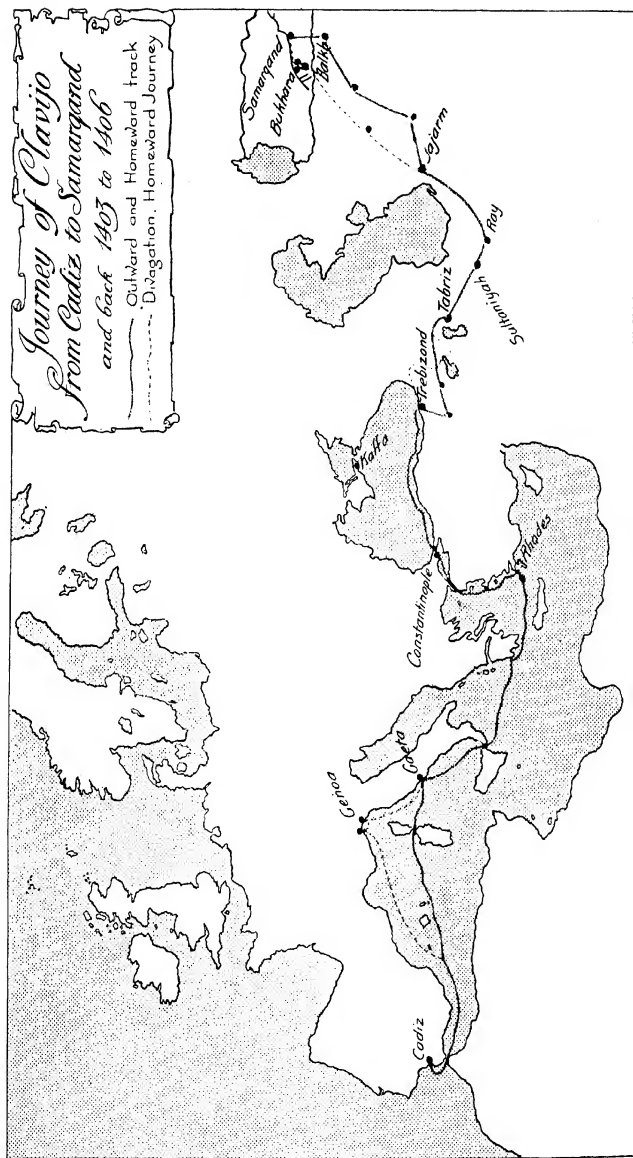 Journey of Clavijo
from Cadiz to Samarqand
and back 1403 to 1406
Outward and Homeward track
Divagation. Homeward Journey
Samarqand
Bukhara
Balkh
Jajarm
Ray
Sultaniyah
Tabriz
Trebizond
Kaffa
Constantinople
Rhodes
Gaeta
Genoa
Cadiz